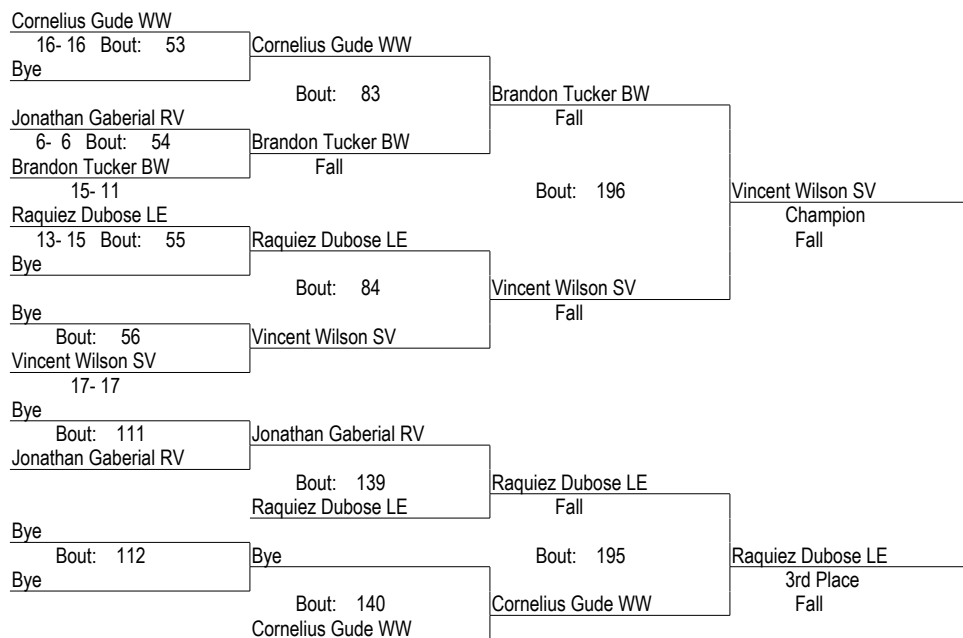 Cornelius Gude WW
16- 16 Bout: 53
Cornelius Gude WW
Bye
Bout: 83
Brandon Tucker BW
Jonathan Gaberial RV
Fall
6- 6 Bout: 54
Brandon Tucker BW
Brandon Tucker BW
Fall
15- 11
Bout: 196
Vincent Wilson SV
Raquiez Dubose LE
Champion
13- 15 Bout: 55
Raquiez Dubose LE
Fall
Bye
Bout: 84
Vincent Wilson SV
Bye
Fall
Bout: 56
Vincent Wilson SV
Vincent Wilson SV
17- 17
Bye
Bout: 111
Jonathan Gaberial RV
Jonathan Gaberial RV
Bout: 139
Raquiez Dubose LE
Raquiez Dubose LE
Fall
Bye
Bout: 112
Bye
Bout: 195
Raquiez Dubose LE
Bye
3rd Place
Bout: 140
Cornelius Gude WW
Fall
Cornelius Gude WW